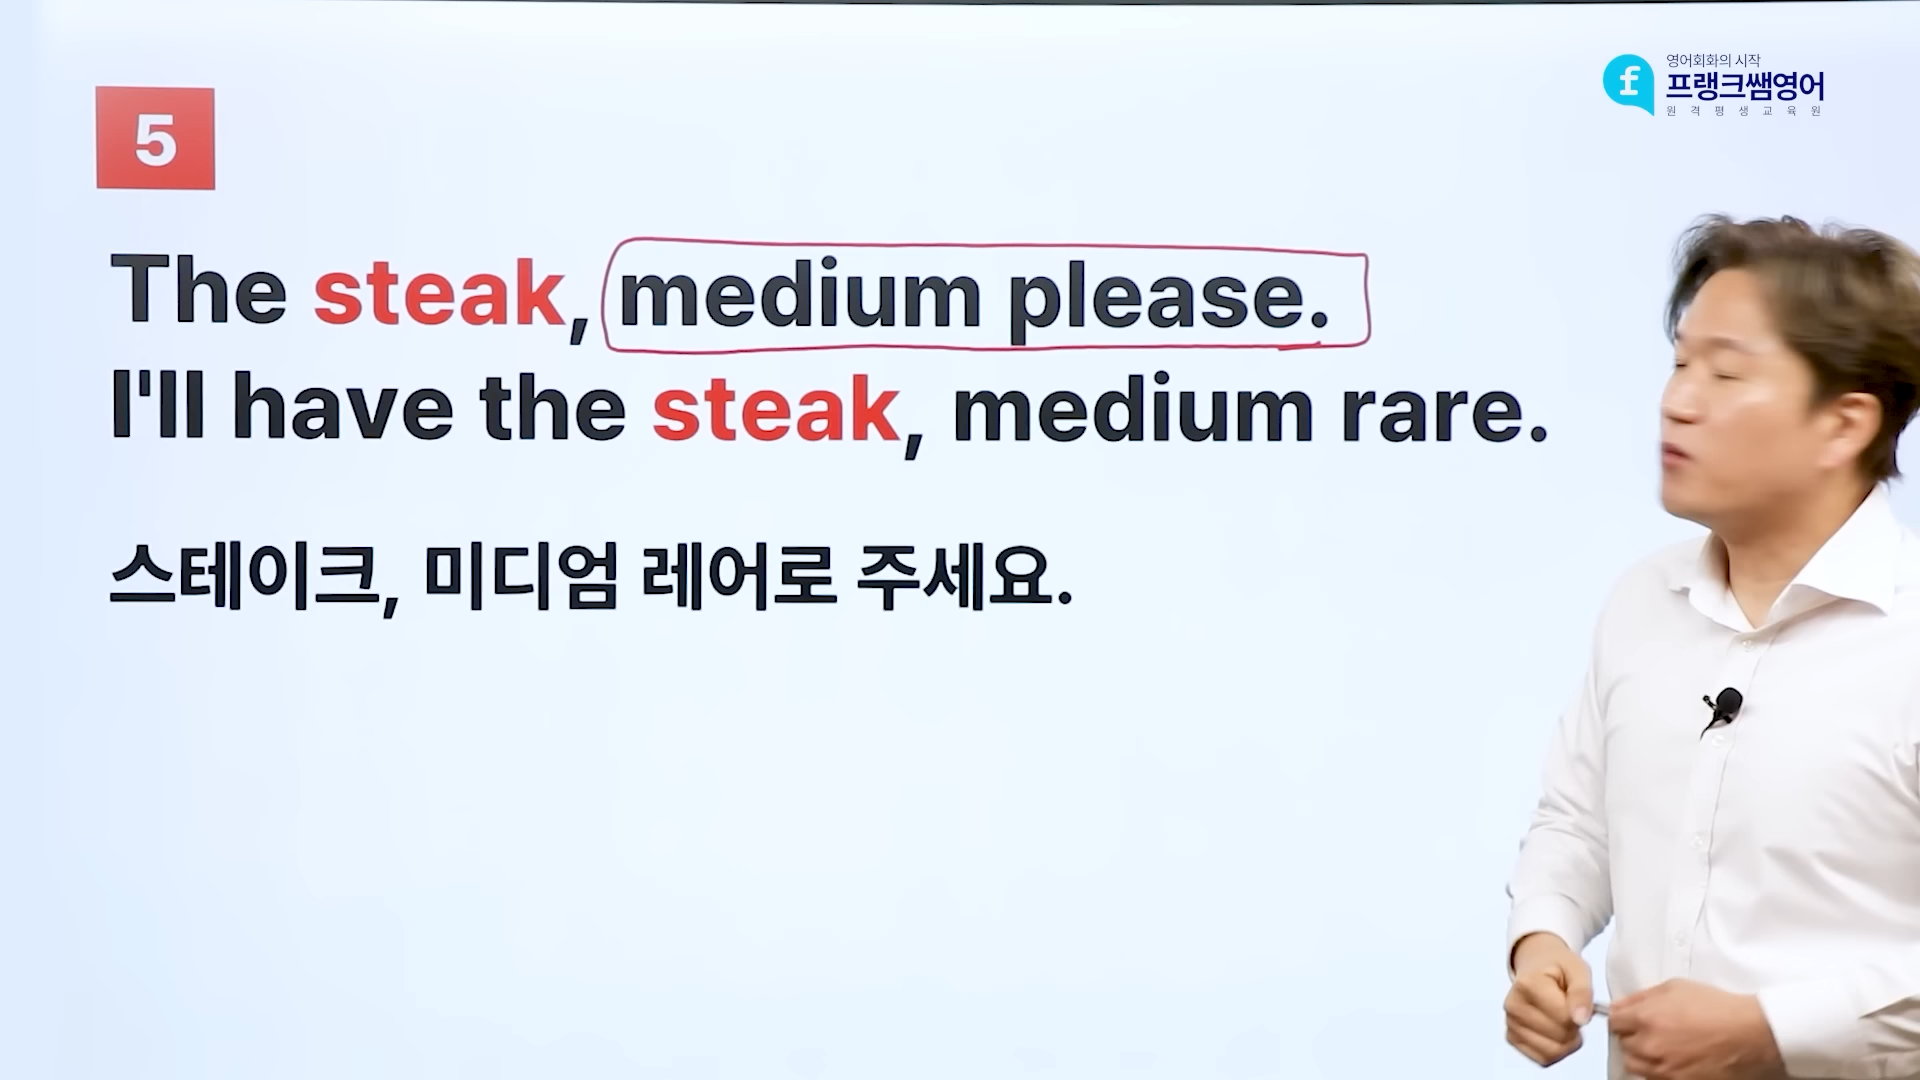 영어회화의 시작
프랭크쌤영어
원격평생교육원
5
The steak, medium please.
I'll have the steak, medium rare.
스테이크, 미디엄 레어로 주세요.